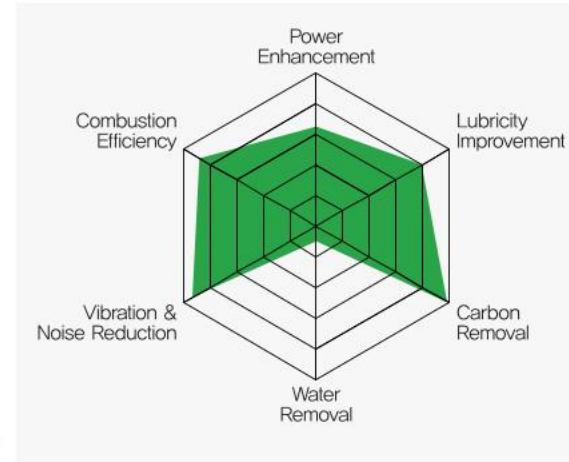 Power
Enhancement
Combustion
Efficiency
Lubricity
Improvement
Vibration &
Noise Reduction
Carbon
Removal
Water
Removal